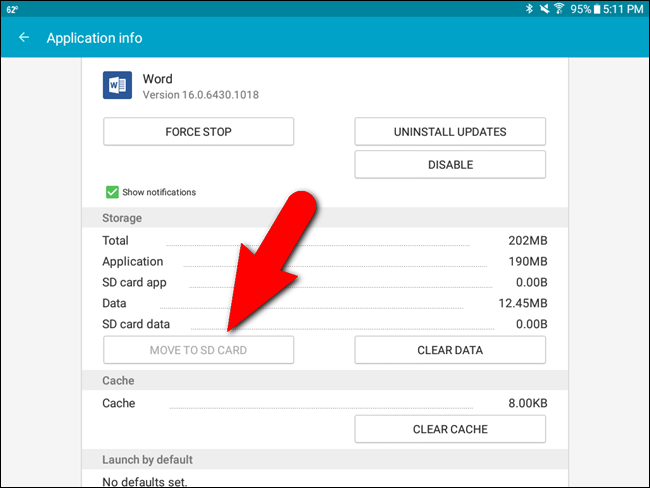 62° 95% 5:11 PM
Application info
Word
Version 16.0.6430.1018
FORCE STOP UNINSTALL UPDATES
DISABLE
Show notifications
Storage
Total 202MB
Application 190MB
SD card app 0.00B
Data 12.45MB
SD card data 0.00B
MOVE TO SD CARD CLEAR DATA
Cache
Cache 8.00KB
CLEAR CACHE
Launch by default
No defaults set.